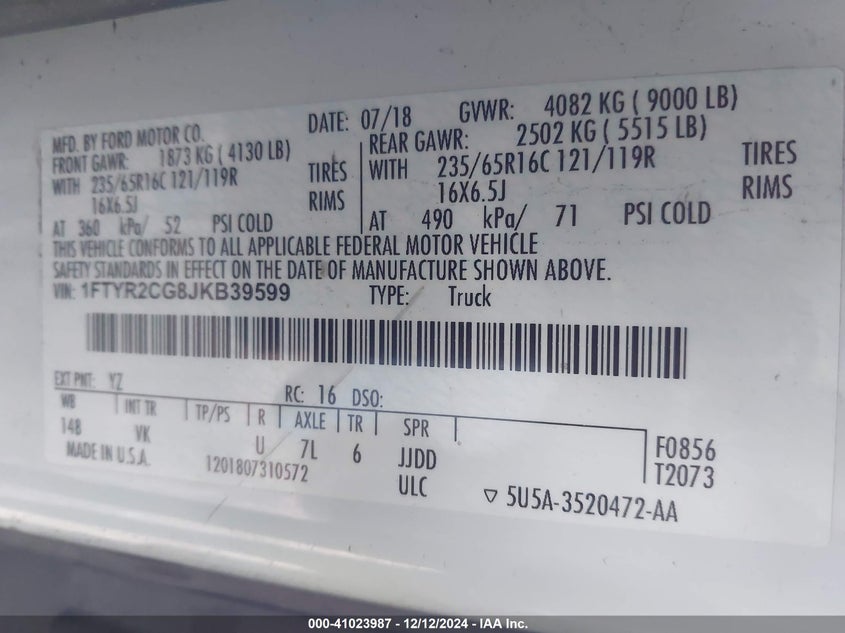 MFD. BY FORD MOTOR CO. DATE: 07/18 GVWR: 4082 KG ( 9000 LB)
FRONT GAWR: 1873 KG ( 4130 LB) REAR GAWR: 2502 KG ( 5515 LB)
WITH 235/65R16C 121/119R TIRES WITH 235/65R16C 121/119R TIRES
16X6.5J RIMS 16X6.5J RIMS
AT 360 kPa/ 52 PSI COLD AT 490 kPa/ 71 PSI COLD
THIS VEHICLE CONFORMS TO ALL APPLICABLE FEDERAL MOTOR VEHICLE
SAFETY STANDARDS IN EFFECT ON THE DATE OF MANUFACTURE SHOWN ABOVE.
VIN: 1FTYR2CG8JKB39599 TYPE: Truck
EXT PNT: YZ RC: 16 DSO:
WB INT TR TP/PS R AXLE TR SPR
148 VK U 7L 6 JJDD F0856
MADE IN U.S.A. 1201807310572 ULC T2073
▽ 5U5A-3520472-AA
000-41023987 - 12/12/2024 - IAA Inc.